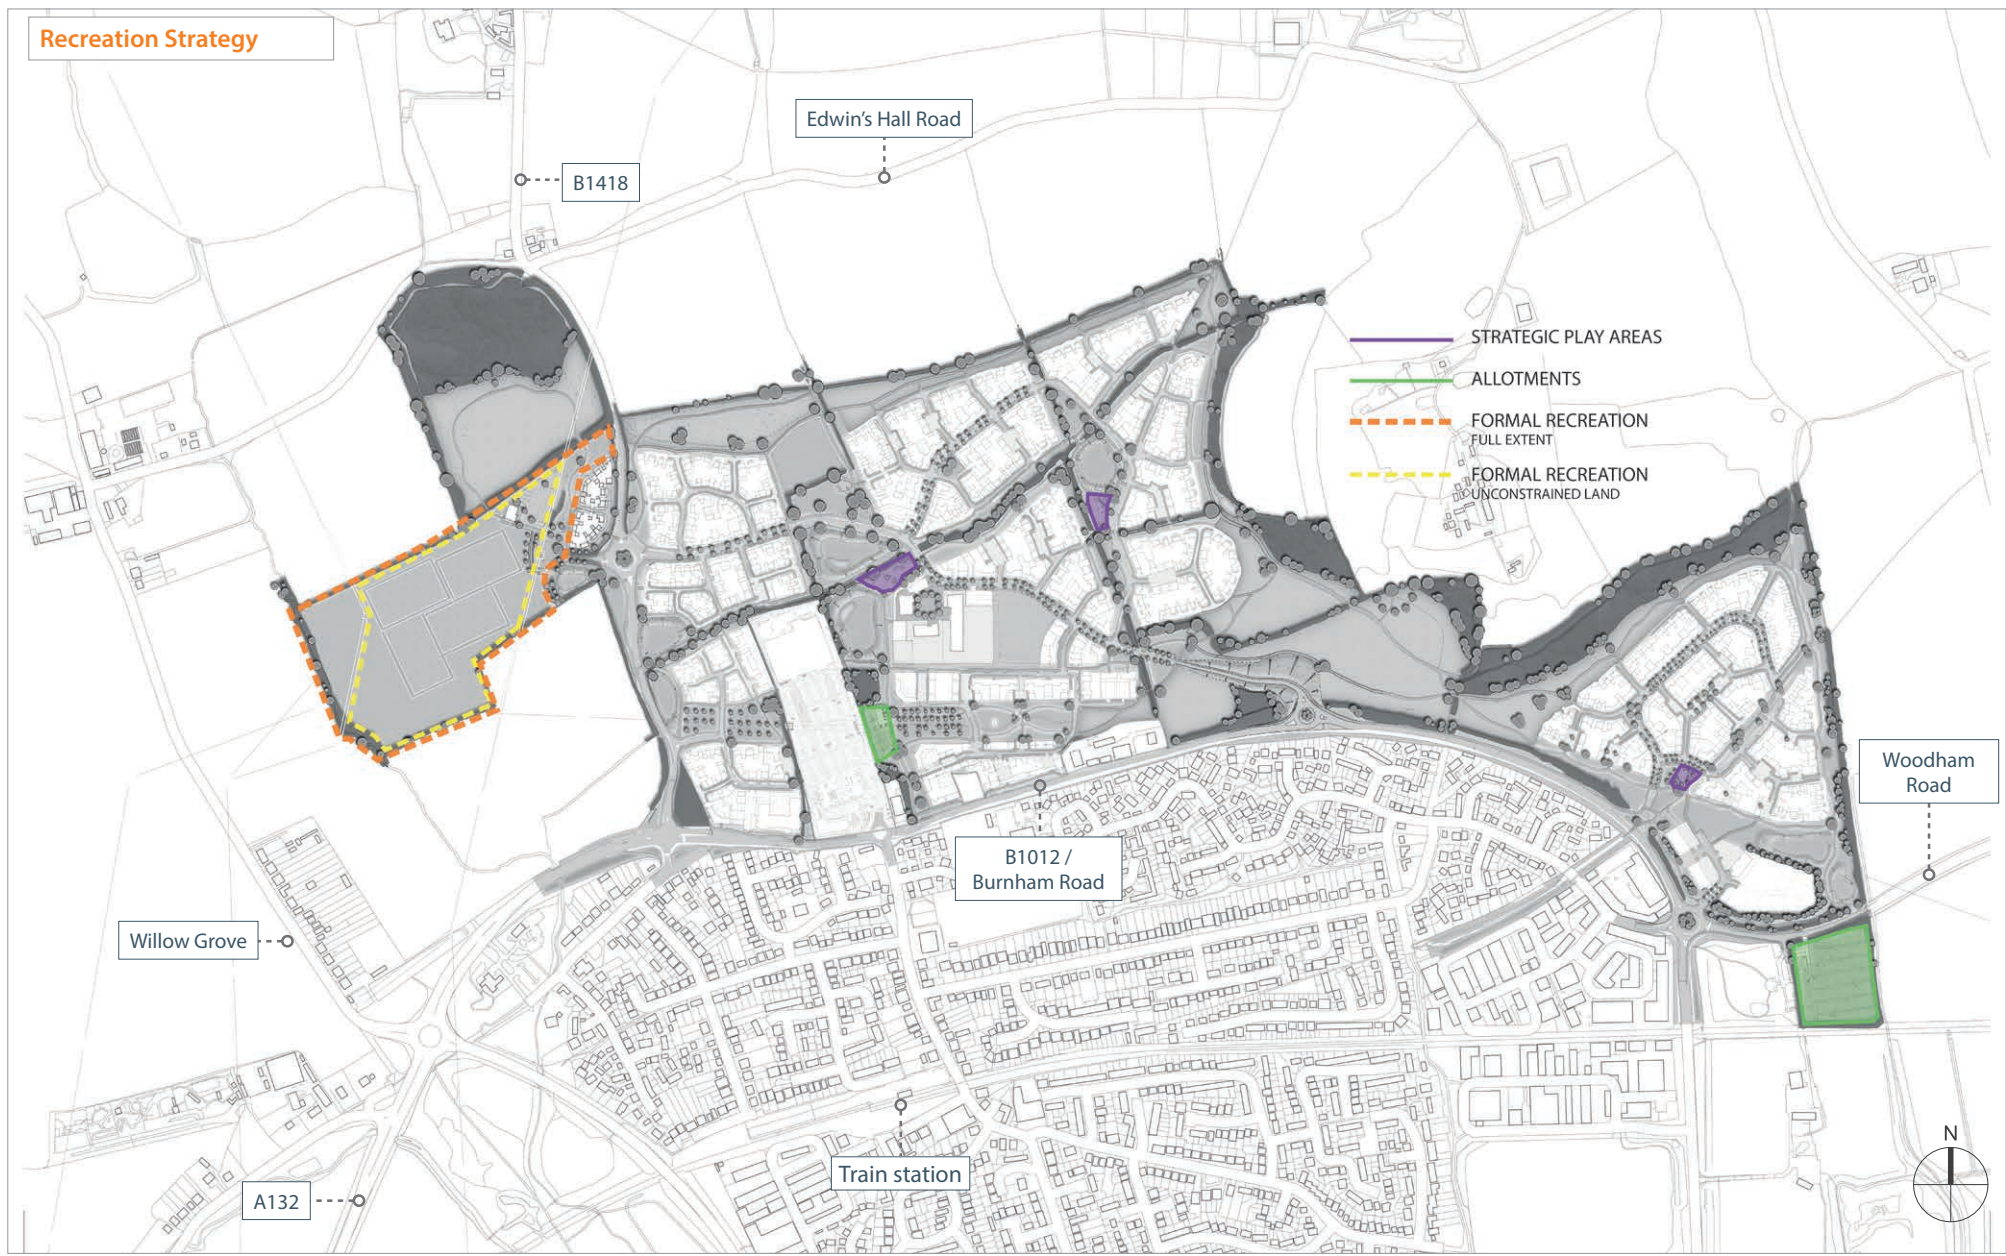 Recreation Strategy
Edwin's Hall Road
B1418
STRATEGIC PLAY AREAS
ALLOTMENTS
FORMAL RECREATION
FULL EXTENT
FORMAL RECREATION
UNCONSTRAINED LAND
Woodham
Road
B1012 /
Burnham Road
Willow Grove
Train station
A132
N